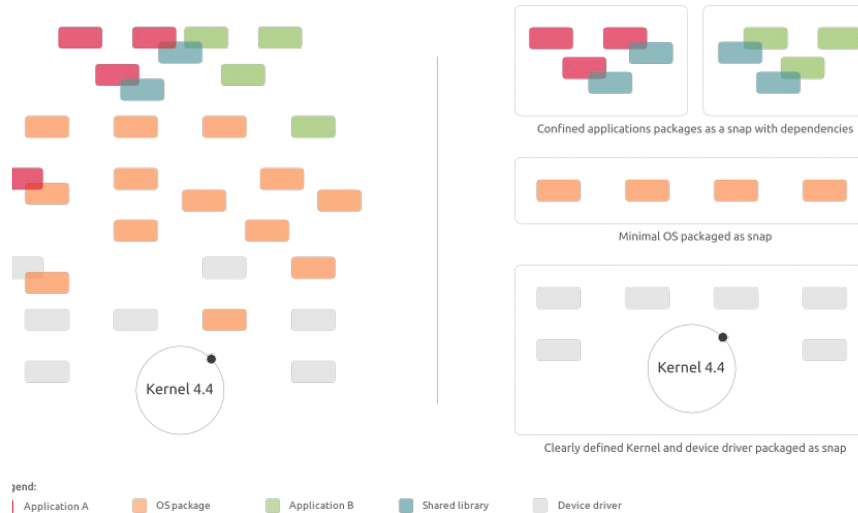 Confined applications packages as a snap with dependencies
Minimal OS packaged as snap
Kernel 4.4
Kernel 4.4
Clearly defined Kernel and device driver packaged as snap
gend:
Application A
OS package
Application B
Shared library
Device driver